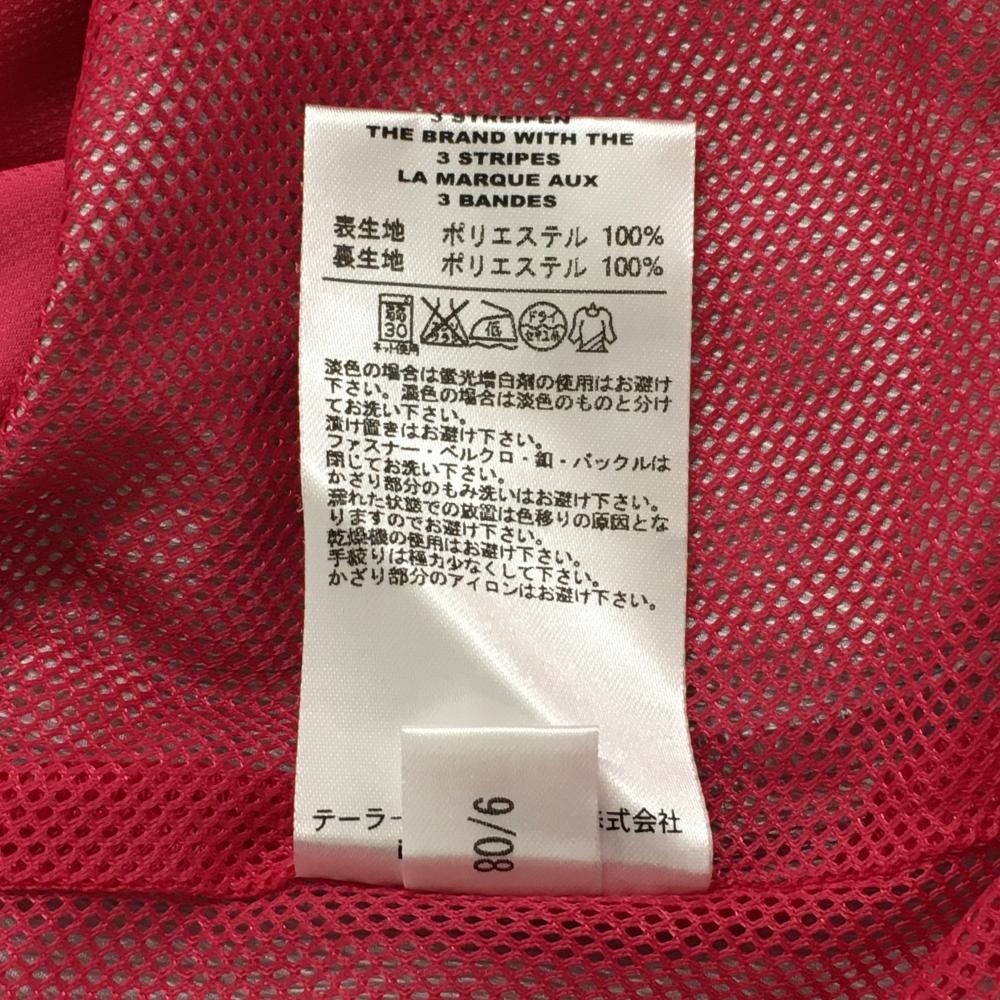 3 STREIFEN
THE BRAND WITH THE
3 STRIPES
LA MARQUE AUX
3 BANDES
表生地 ポリエステル 100%
裏生地 ポリエステル 100%
弱
30
ネット使用
低
ドライ
セキユ系
淡色の場合は蛍光増白剤の使用はお避け
下さい。濃色の場合は淡色のものと分け
てお洗い下さい。
漬け置きはお避け下さい。
ファスナー・ベルクロ・釦・バックルは
閉じてお洗い下さい。
かざり部分のもみ洗いはお避け下さい。
濡れた状態での放置は色移りの原因とな
りますのでお避け下さい。
乾燥機の使用はお避け下さい。
手絞りは極力少なくして下さい。
かざり部分のアイロンはお避け下さい。
テーラー 式会社
9/08